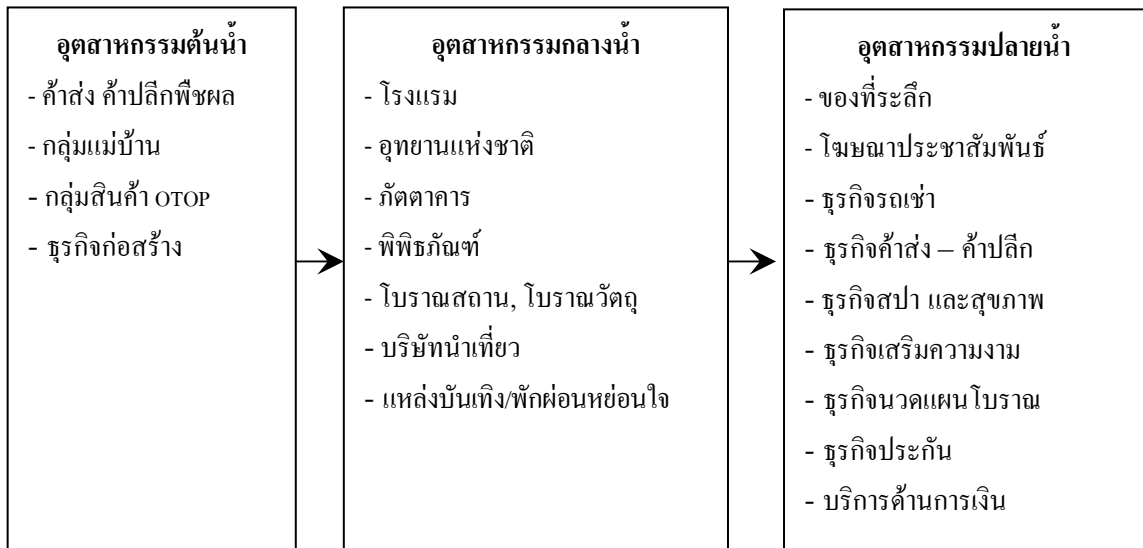 อุตสาหกรรมต้นน้ำ
- ค้าส่ง ค้าปลีกพืชผล
- กลุ่มแม่บ้าน
- กลุ่มสินค้า OTOP
- ธุรกิจก่อสร้าง
อุตสาหกรรมกลางน้ำ
- โรงแรม
- อุทยานแห่งชาติ
- ภัตตาคาร
- พิพิธภัณฑ์
- โบราณสถาน, โบราณวัตถุ
- บริษัทนำเที่ยว
- แหล่งบันเทิง/พักผ่อนหย่อนใจ
อุตสาหกรรมปลายน้ำ
- ของที่ระลึก
- โฆษณาประชาสัมพันธ์
- ธุรกิจรถเช่า
- ธุรกิจค้าส่ง – ค้าปลีก
- ธุรกิจสปา และสุขภาพ
- ธุรกิจเสริมความงาม
- ธุรกิจนวดแผนโบราณ
- ธุรกิจประกัน
- บริการด้านการเงิน